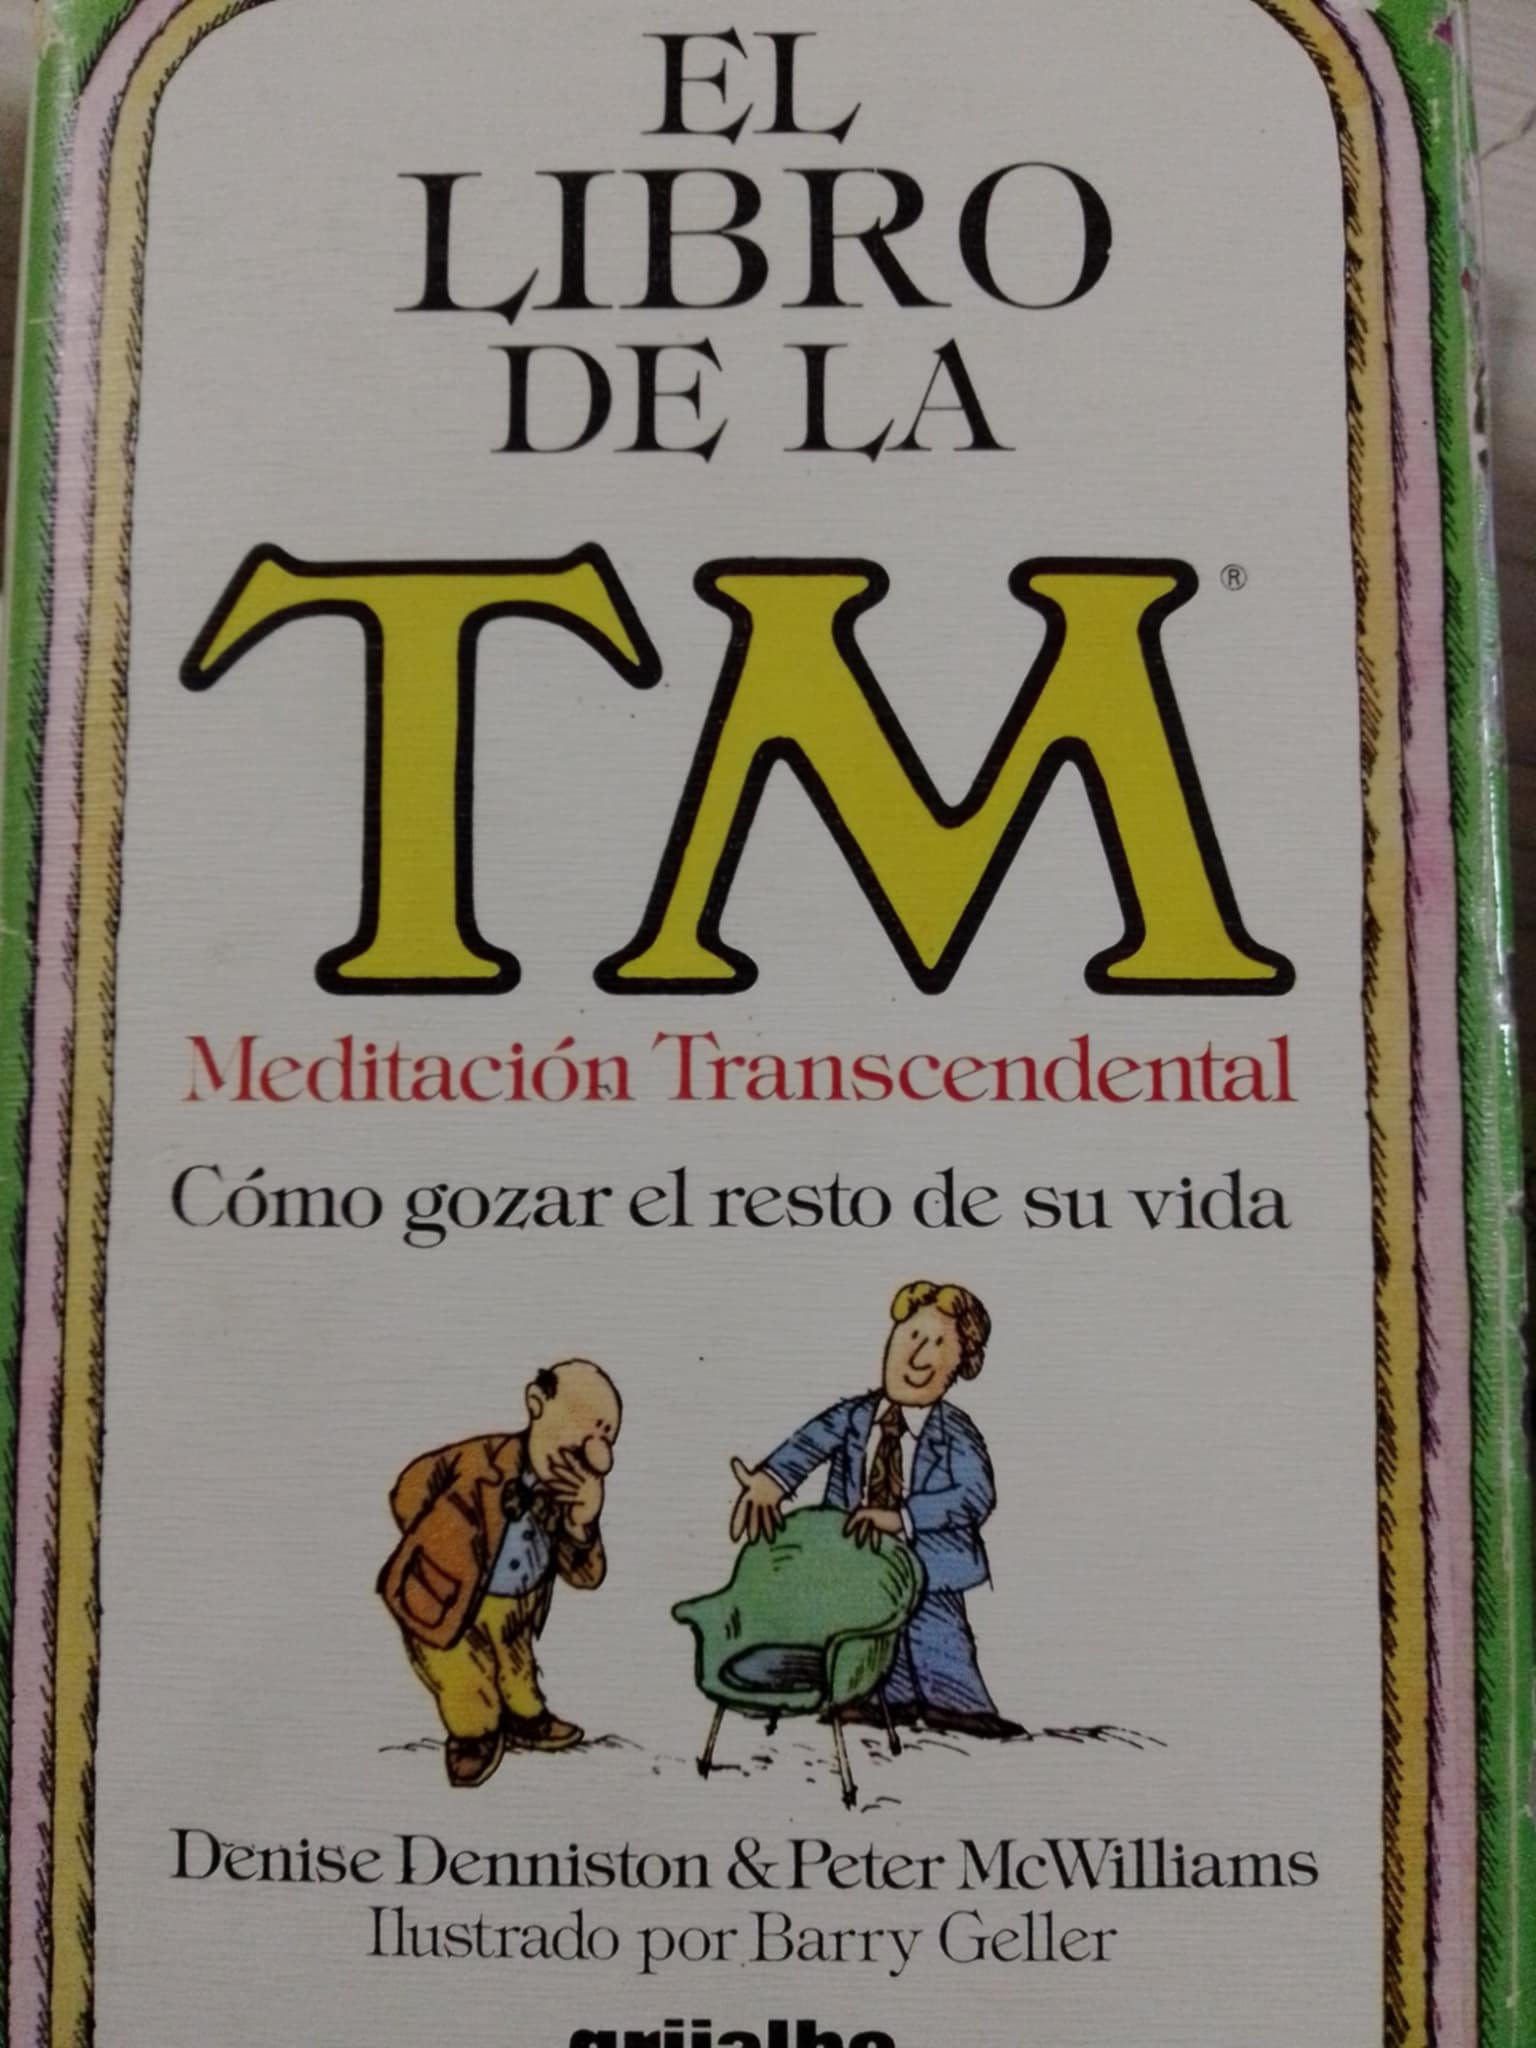 EL
LIBRO
DE LA
TM®
Meditación Transcendental
Cómo gozar el resto de su vida
Denise Denniston & Peter McWilliams
Ilustrado por Barry Geller
grijalbo